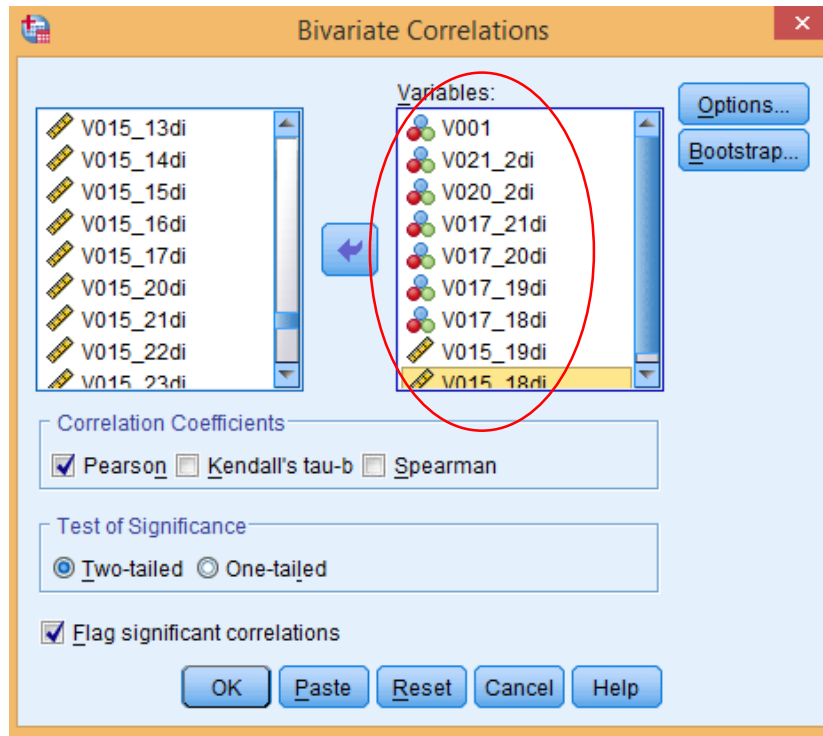 Bivariate Correlations
V015_13di
V015_14di
V015_15di
V015_16di
V015_17di
V015_20di
V015_21di
V015_22di
V015_23di
Variables:
V001
V021_2di
V020_2di
V017_21di
V017_20di
V017_19di
V017_18di
V015_19di
V015_18di
Options...
Bootstrap...
Correlation Coefficients
Pearson Kendall's tau-b Spearman
Test of Significance
Two-tailed One-tailed
Flag significant correlations
OK Paste Reset Cancel Help